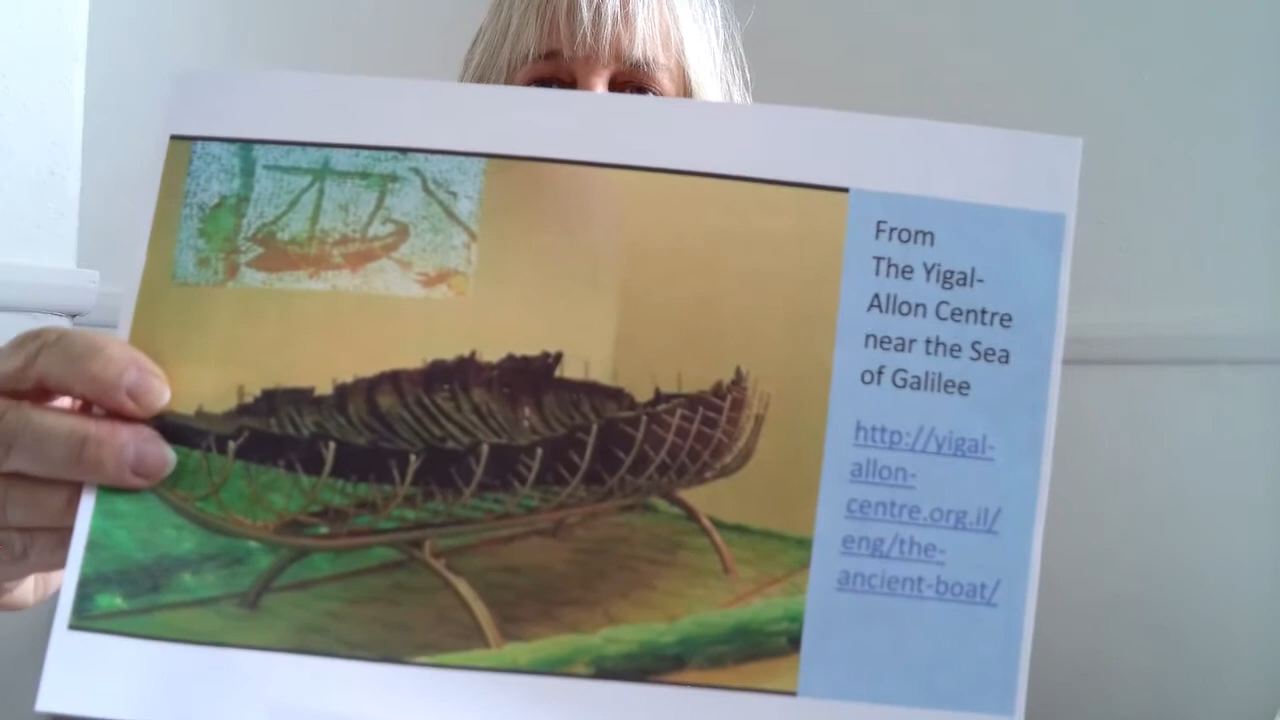 From
The Yigal-
Allon Centre
near the Sea
of Galilee
http://yigal-
allon-
centre.org.il/
eng/the-
ancient-boat/